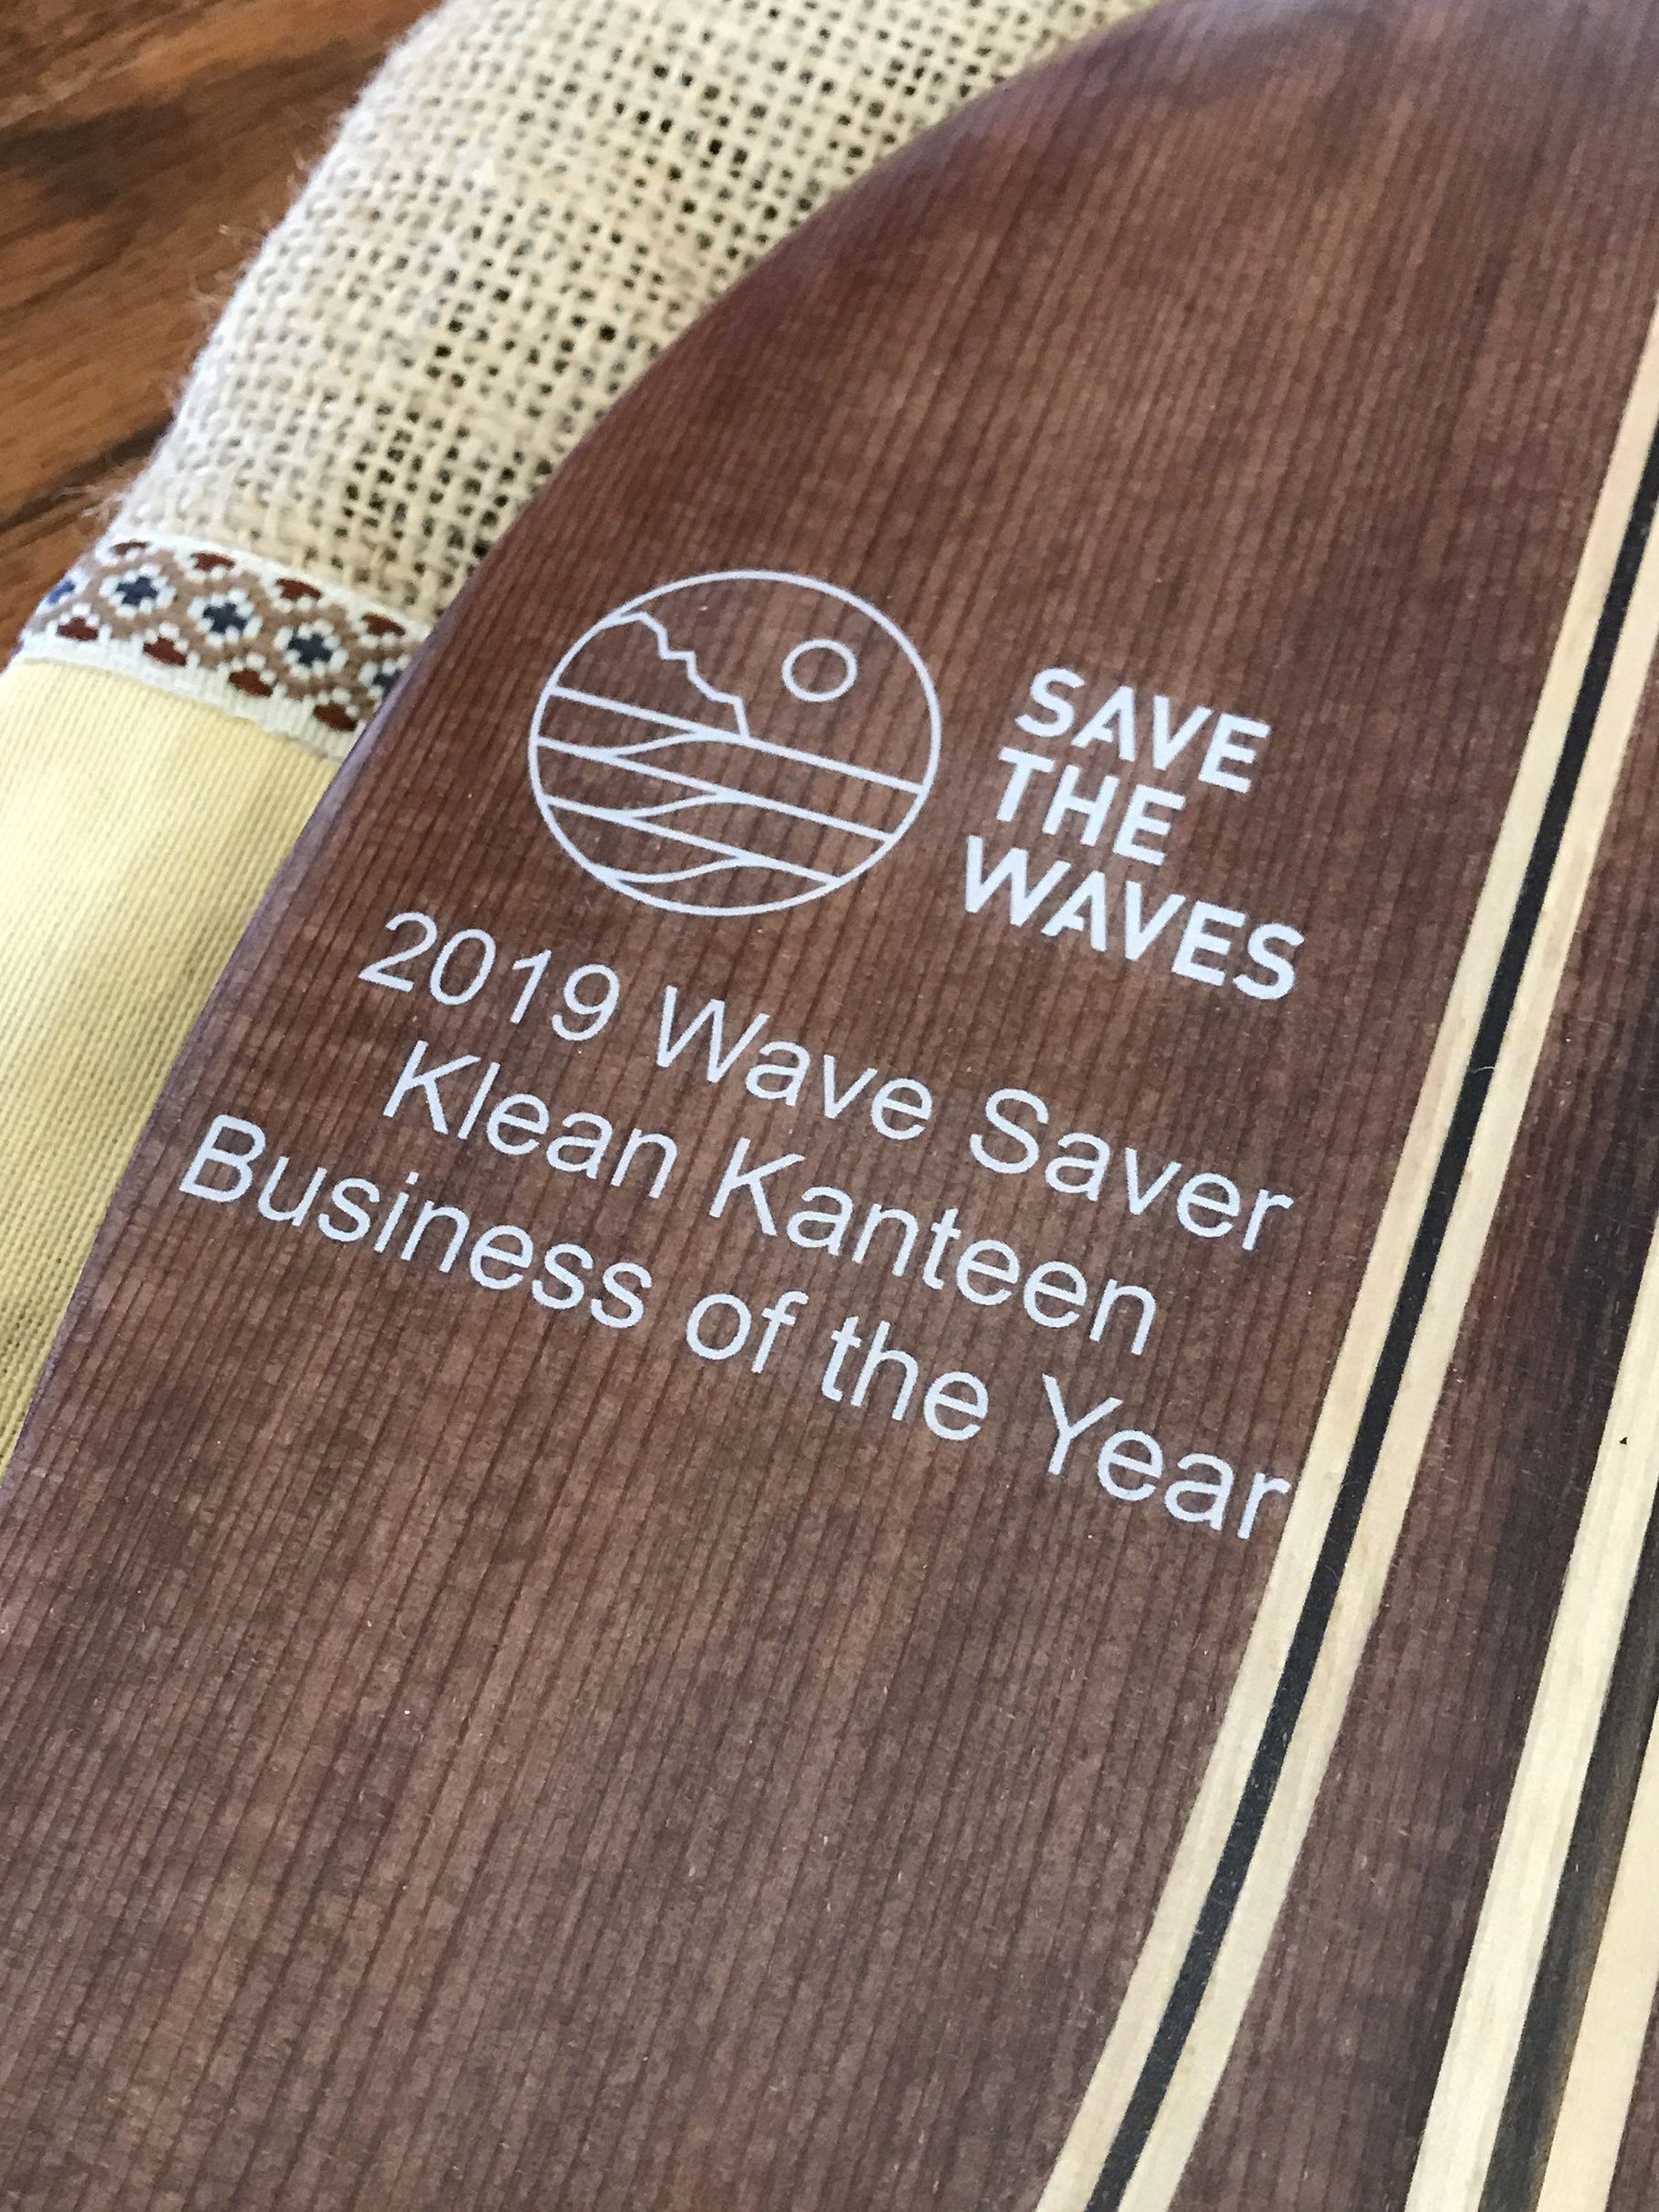 SAVE
THE
WAVES
2019 Wave Saver
Klean Kanteen
Business of the Year